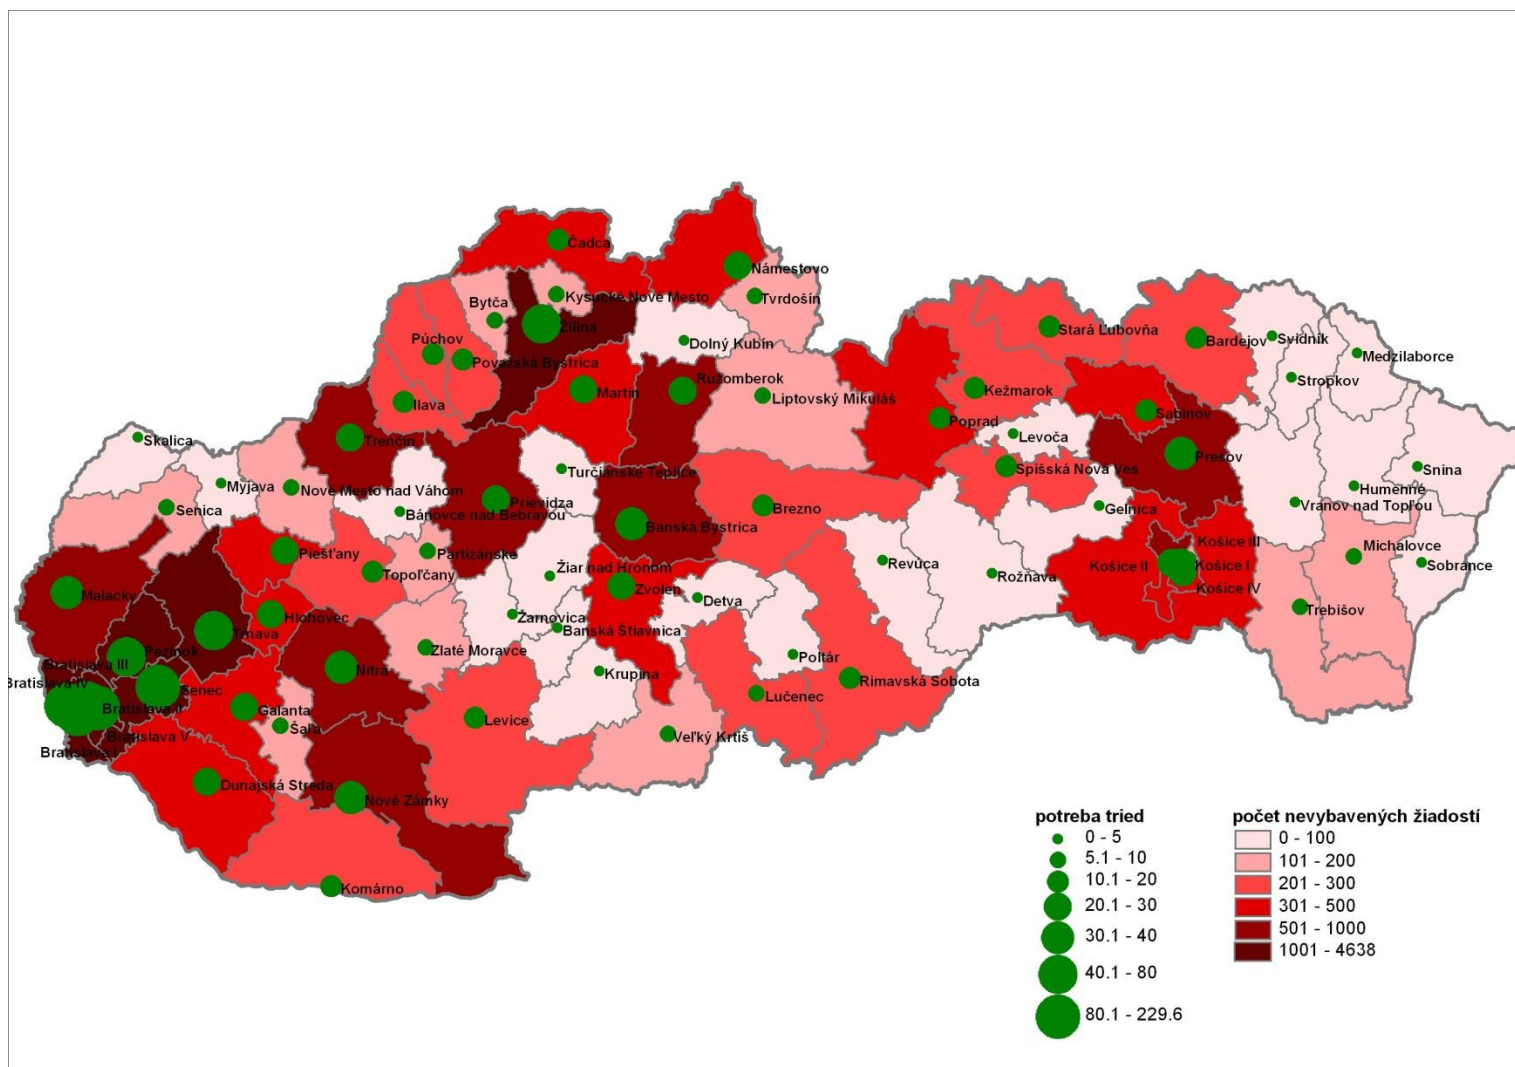 Čadca
Námestovo
Kysucké Nové Mesto
Tvrdošín
Bytča
Žilina
Stará Ľubovňa
Bardejov
Svidník
Dolný Kubín
Medzilaborce
Púchov
Považská Bystrica
Ružomberok
Stropkov
Martin
Liptovský Mikuláš
Kežmarok
Ilava
Poprad
Sabinov
Skalica
Trenčín
Levoča
Prešov
Turčianske Teplice
Spišská Nová Ves
Snina
Myjava
Nové Mesto nad Váhom
Humenné
Senica
Prievidza
Bánovce nad Bebravou
Brezno
Gelnica
Vranov nad Topľou
Banská Bystrica
Piešťany
Partizánske
Košice III
Michalovce
Topoľčany
Žiar nad Hronom
Revúca
Košice II
Košice I
Sobrance
Malacky
Zvolen
Rožňava
Košice IV
Detva
Hlohovec
Žarnovica
Trebišov
Trnava
Banská Štiavnica
Pezinok
Zlaté Moravce
Poltár
Bratislava III
Nitra
Krupina
Rimavská Sobota
Bratislava IV
Senec
Lučenec
Bratislava II
Galanta
Levice
Šaľa
Bratislava V
Veľký Krtíš
Bratislava I
Dunajská Streda
Nové Zámky
Komárno
potreba tried
0 - 5
5.1 - 10
10.1 - 20
20.1 - 30
30.1 - 40
40.1 - 80
80.1 - 229.6
počet nevybavených žiadostí
0 - 100
101 - 200
201 - 300
301 - 500
501 - 1000
1001 - 4638